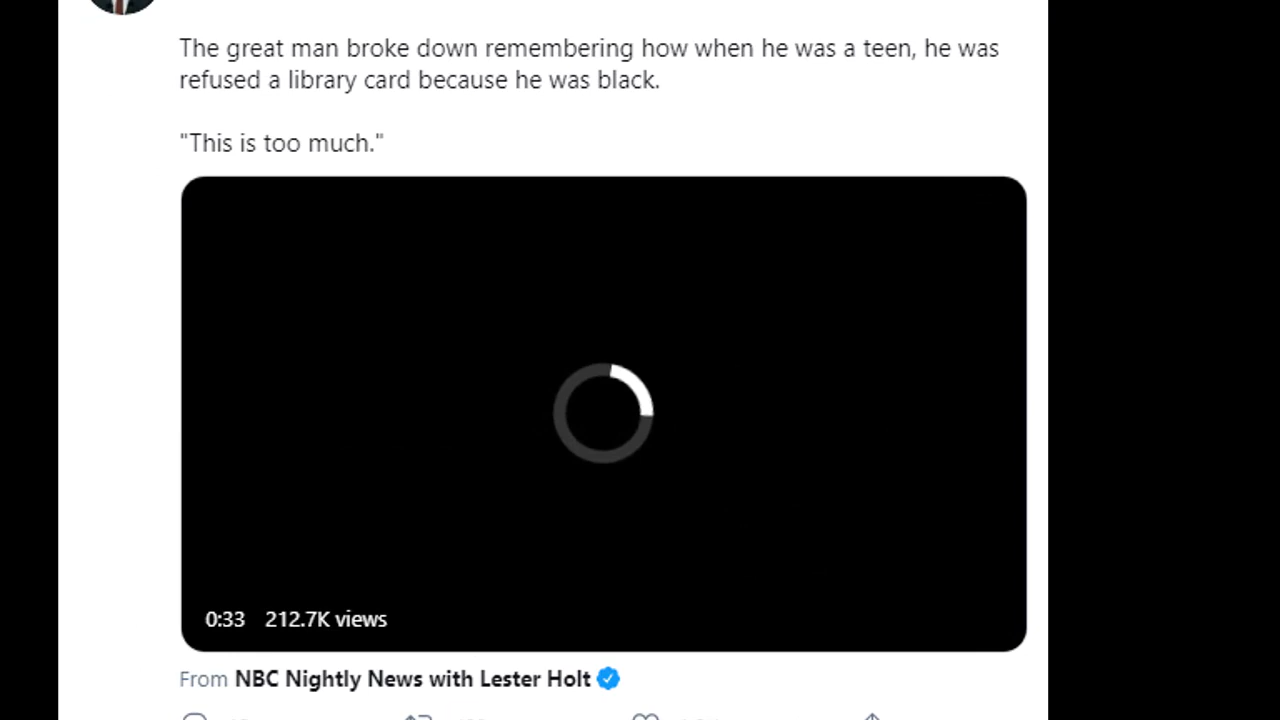 The great man broke down remembering how when he was a teen, he was
refused a library card because he was black.
"This is too much."
0:33 212.7K views
From NBC Nightly News with Lester Holt